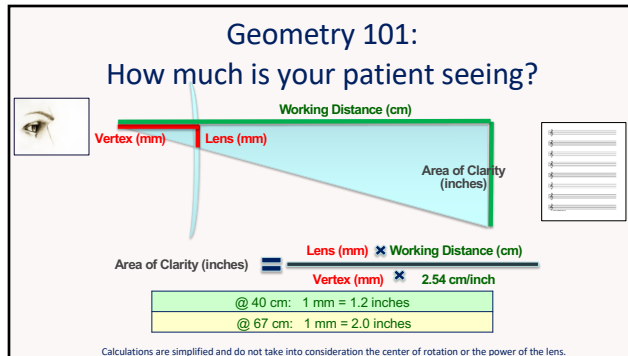 Geometry 101:
How much is your patient seeing?
Working Distance (cm)
Vertex (mm)
Lens (mm)
Area of Clarity
(inches)
Lens (mm) × Working Distance (cm)
Area of Clarity (inches) =
Vertex (mm) × 2.54 cm/inch
@ 40 cm: 1 mm = 1.2 inches
@ 67 cm: 1 mm = 2.0 inches
Calculations are simplified and do not take into consideration the center of rotation or the power of the lens.